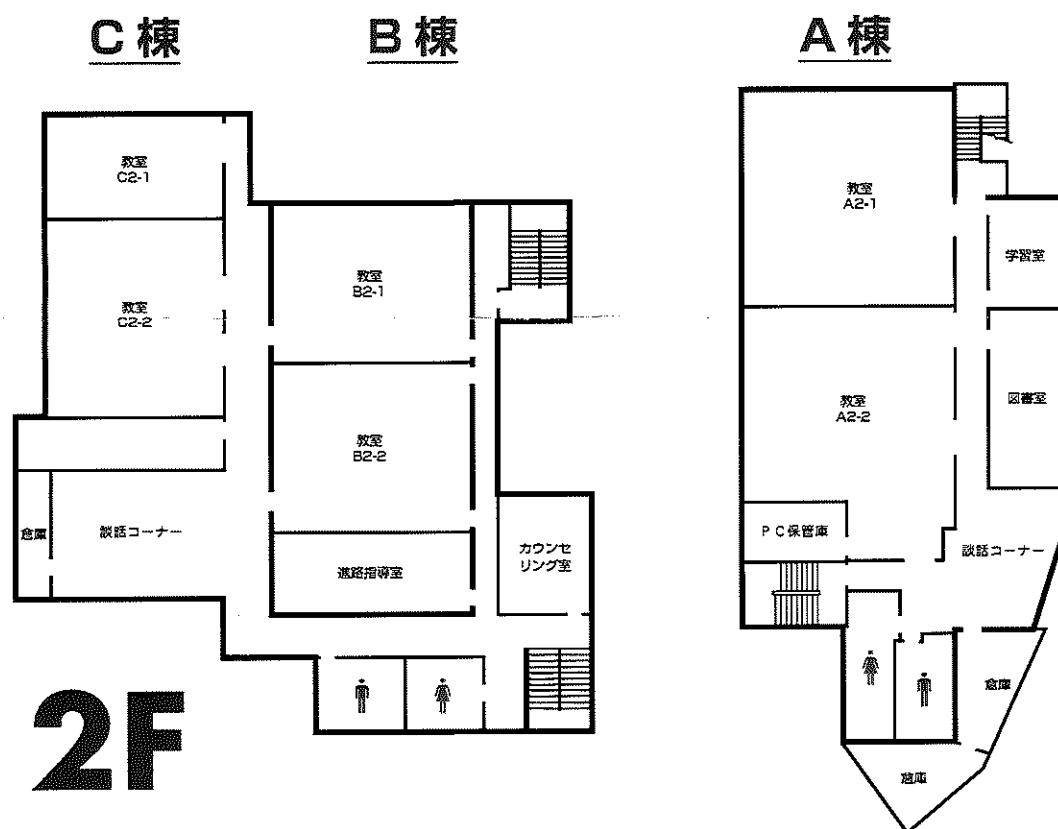 C棟
B棟
A棟
教室
C2-1
教室
C2-2
倉庫
談話コーナー
教室
B2-1
教室
B2-2
進路指導室
カウンセ
リング室
教室
A2-1
学習室
教室
A2-2
図書室
PC保管庫
談話コーナー
倉庫
倉庫
2F